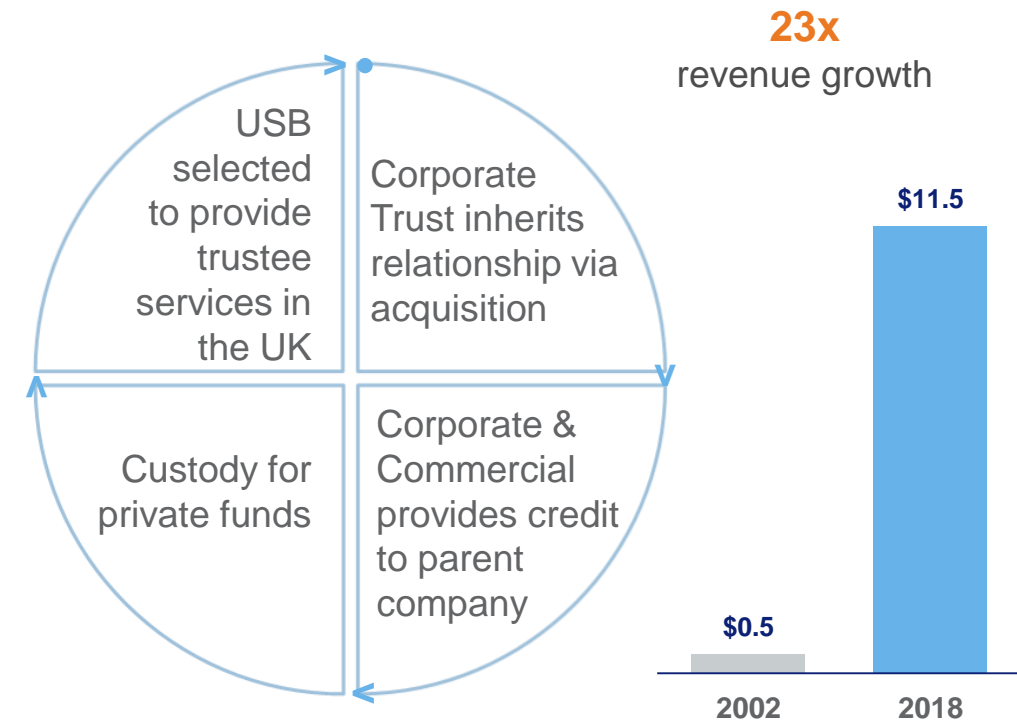 23x
revenue growth
USB
selected
to provide
trustee
services in
the UK
Corporate
Trust inherits
relationship via
acquisition
Custody for
private funds
Corporate &
Commercial
provides credit
to parent
company
$11.5
$0.5
2002
2018